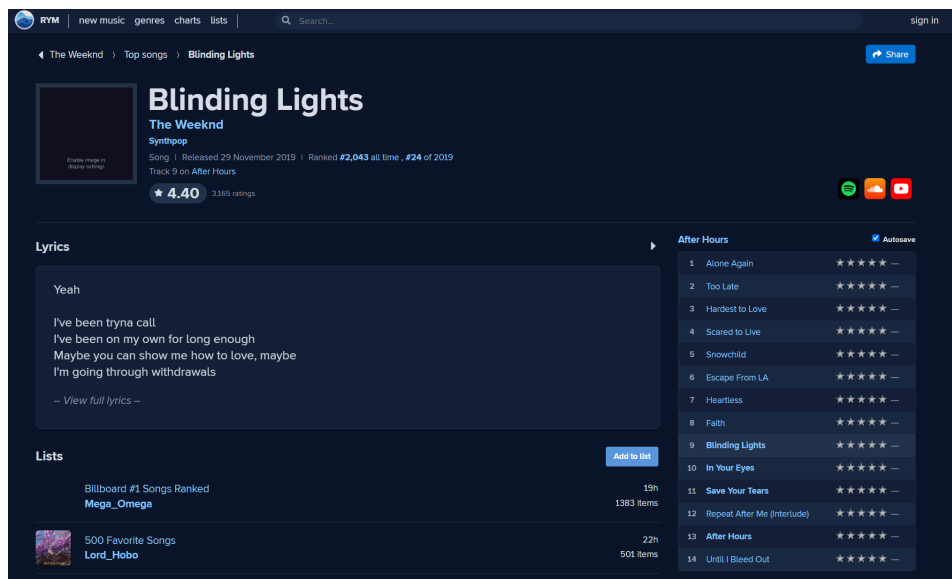 RYM new music genres charts lists Search... sign in
The Weeknd › Top songs › Blinding Lights Share
Enable image in
display settings
Blinding Lights
The Weeknd
Synthpop
Song | Released 29 November 2019 | Ranked #2,043 all time , #24 of 2019
Track 9 on After Hours
★ 4.40 3,165 ratings
Lyrics
Yeah
I've been tryna call
I've been on my own for long enough
Maybe you can show me how to love, maybe
I'm going through withdrawals
– View full lyrics –
Lists Add to list
Billboard #1 Songs Ranked 19h
Mega_Omega 1383 items
500 Favorite Songs 22h
Lord_Hobo 501 items
After Hours Autosave
1 Alone Again ★★★★★ —
2 Too Late ★★★★★ —
3 Hardest to Love ★★★★★ —
4 Scared to Live ★★★★★ —
5 Snowchild ★★★★★ —
6 Escape From LA ★★★★★ —
7 Heartless ★★★★★ —
8 Faith ★★★★★ —
9 Blinding Lights ★★★★★ —
10 In Your Eyes ★★★★★ —
11 Save Your Tears ★★★★★ —
12 Repeat After Me (Interlude) ★★★★★ —
13 After Hours ★★★★★ —
14 Until I Bleed Out ★★★★★ —